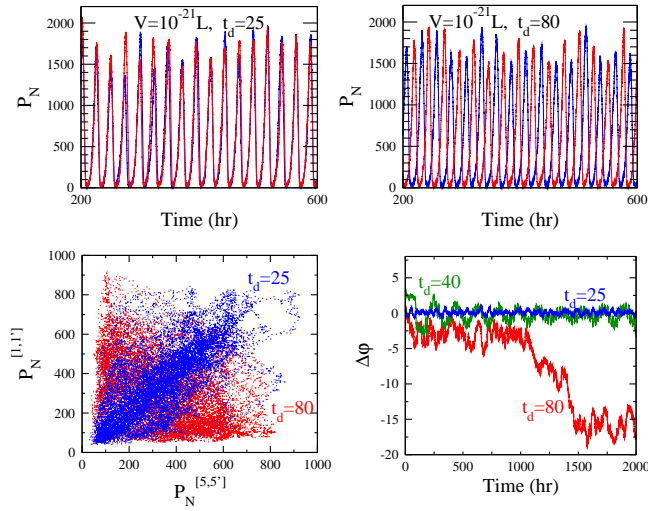 V=10⁻²¹L, t_d=25
P_N
2000
1500
1000
500
0
200
600
Time (hr)
V=10⁻²¹L, t_d=80
P_N
2000
1500
1000
500
0
200
600
Time (hr)
1000
800
600
400
200
0
P_N^[1,1']
t_d=25
t_d=80
0
200
400
600
800
1000
P_N^[5,5']
5
0
-5
-10
-15
-20
Δφ
t_d=40
t_d=25
t_d=80
0
500
1000
1500
2000
Time (hr)